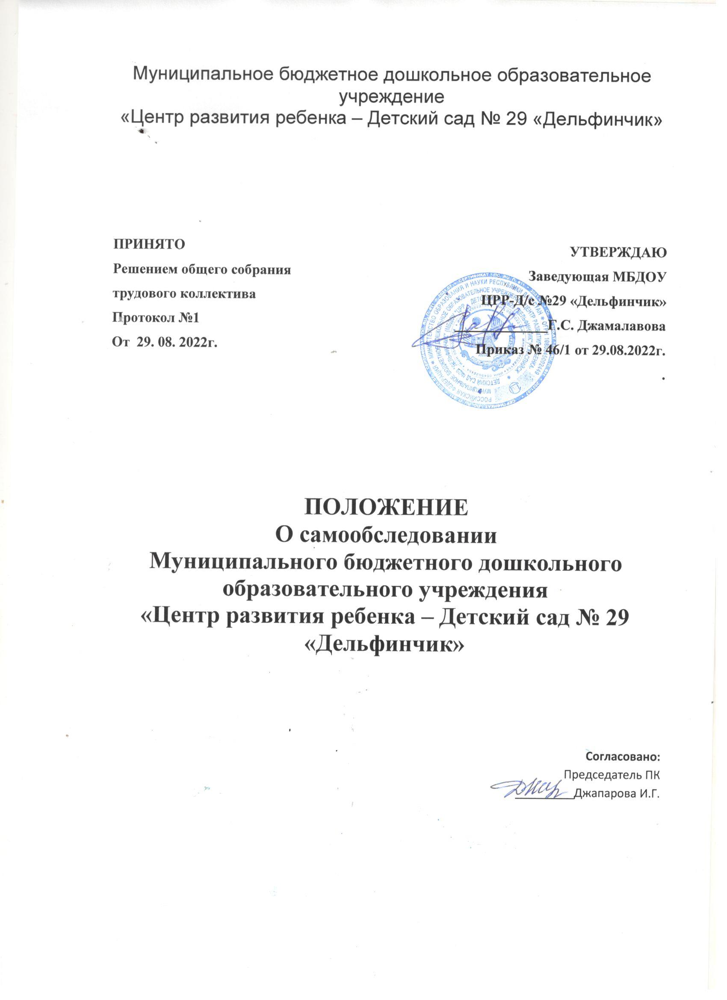 Муниципальное бюджетное дошкольное образовательное
учреждение
«Центр развития ребенка – Детский сад № 29 «Дельфинчик»
ПРИНЯТО
Решением общего собрания
трудового коллектива
Протокол №1
От 29. 08. 2022г.
УТВЕРЖДАЮ
Заведующая МБДОУ
ЦРР-Д/с №29 «Дельфинчик»
Г.С. Джамалавова
Приказ № 46/1 от 29.08.2022г.
.
ПОЛОЖЕНИЕ
О самообследовании
Муниципального бюджетного дошкольного
образовательного учреждения
«Центр развития ребенка – Детский сад № 29
«Дельфинчик»
Согласовано:
Председатель ПК
Джапарова И.Г.